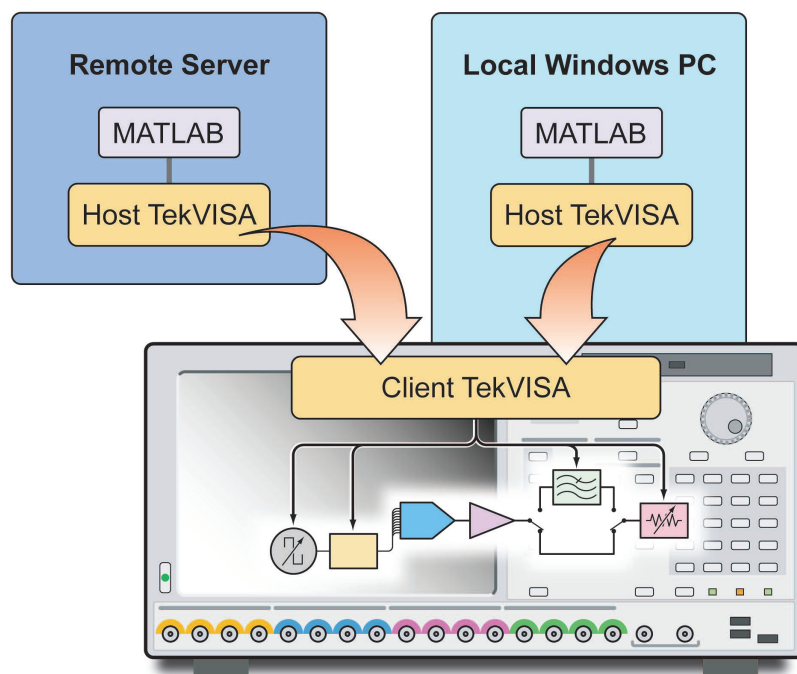 Remote Server
MATLAB
Host TekVISA
Local Windows PC
MATLAB
Host TekVISA
Client TekVISA